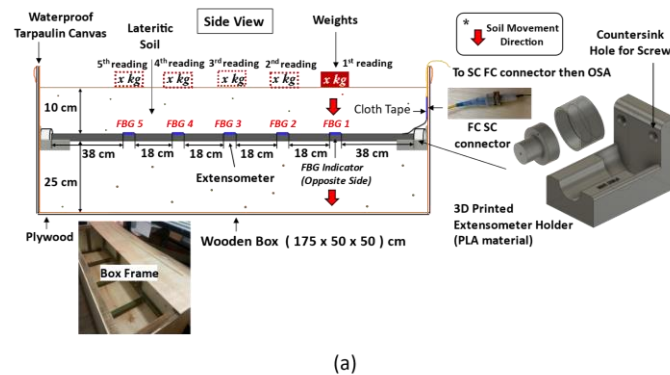 Waterproof
Tarpaulin Canvas
Lateritic
Soil
Side View
Weights
* Soil Movement
Direction
Countersink
Hole for Screw
5th reading 4th reading 3rd reading 2nd reading 1st reading
x kg x kg x kg x kg x kg
To SC FC connector then OSA
10 cm
Cloth Tape
FBG 5 FBG 4 FBG 3 FBG 2 FBG 1
FC SC
connector
38 cm 18 cm 18 cm 18 cm 18 cm 38 cm
Extensometer
FBG Indicator
(Opposite Side)
25 cm
3D Printed
Extensometer Holder
(PLA material)
Plywood
Wooden Box ( 175 x 50 x 50 ) cm
Box Frame
(a)